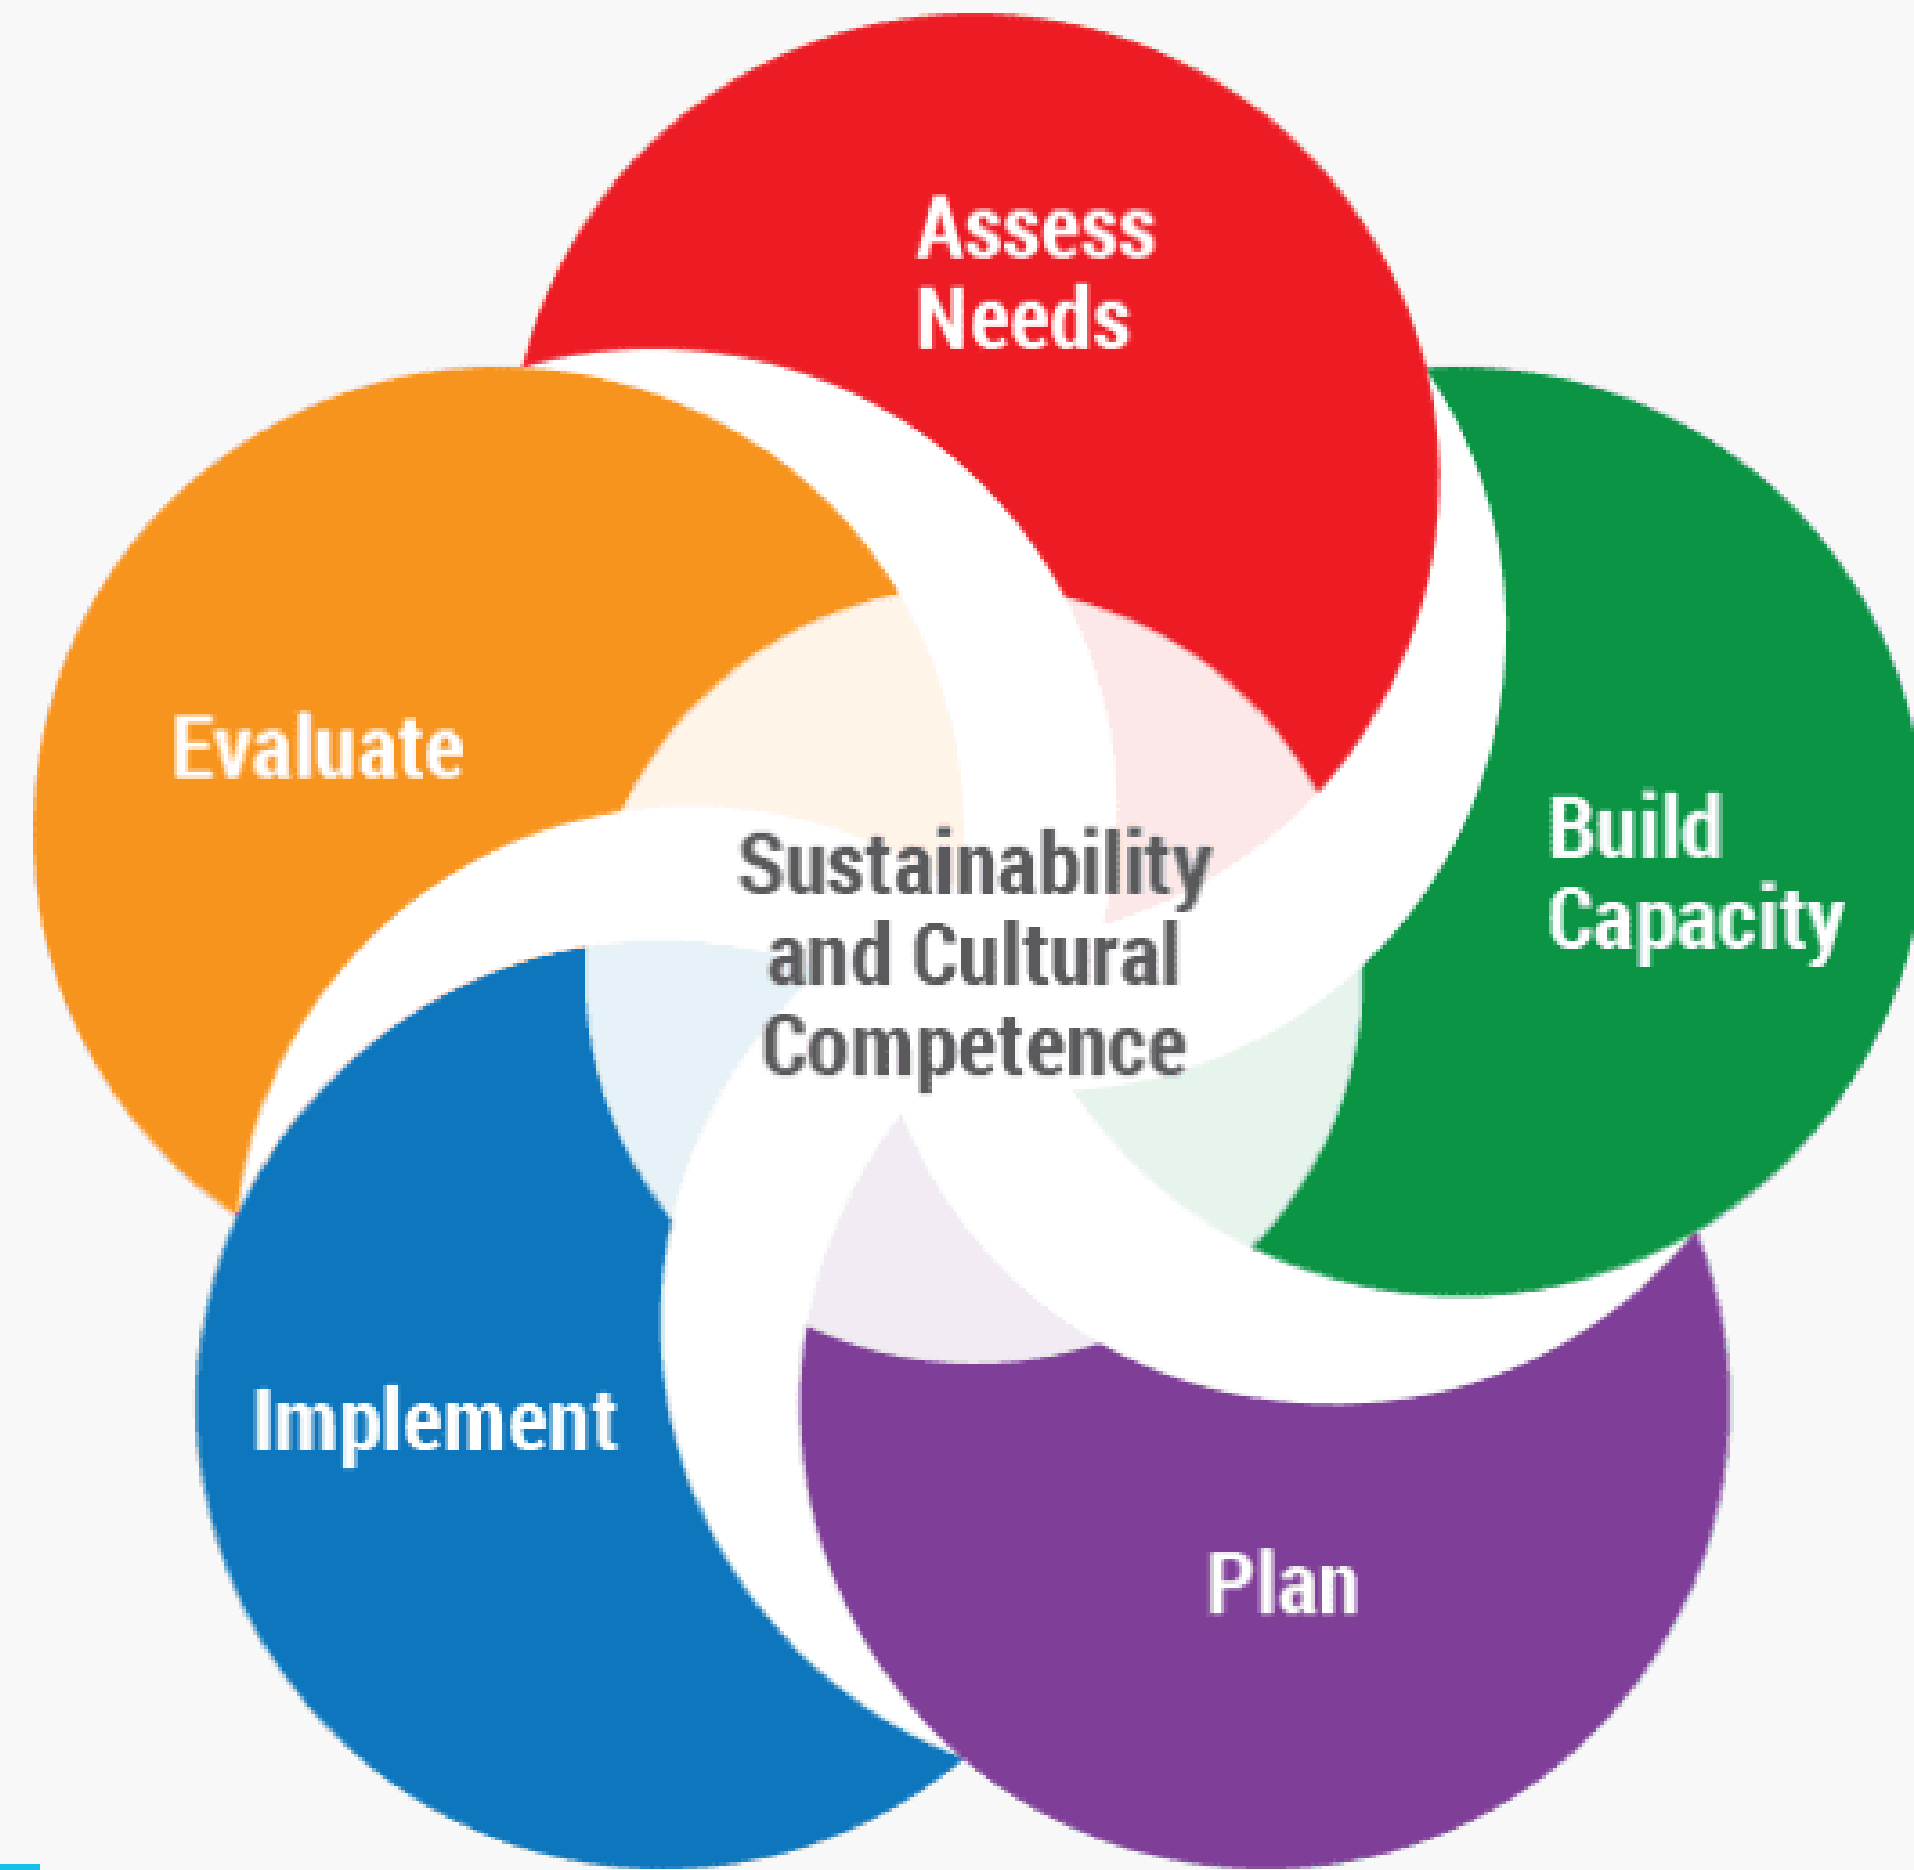 Assess
Needs
Build
Capacity
Plan
Implement
Evaluate
Sustainability
and Cultural
Competence